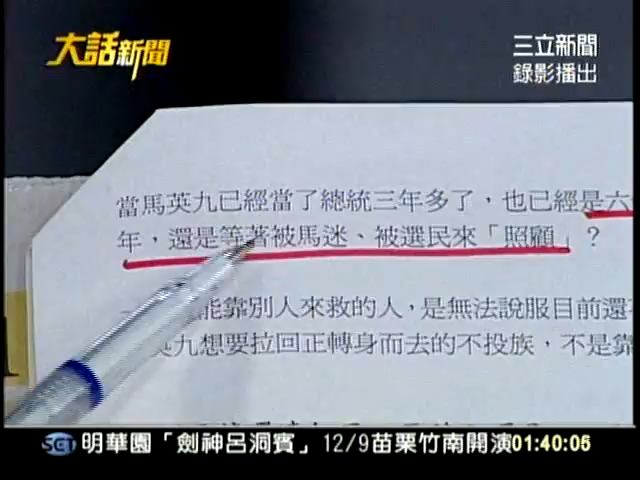 大話新聞
三立新聞
錄影播出
當馬英九已經當了總統三年多了，也已經是六
年，還是等著被馬迷、被選民來「照顧」？
能靠別人來救的人，是無法說服目前還
英九想要拉回正轉身而去的不投族，不是靠
SET 明華園「劍神呂洞賓」12/9苗栗竹南開演01:40:05